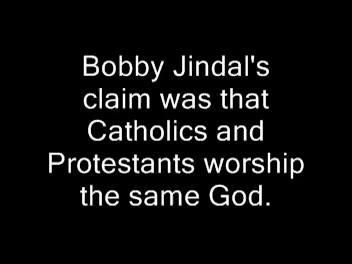 Bobby Jindal's
claim was that
Catholics and
Protestants worship
the same God.